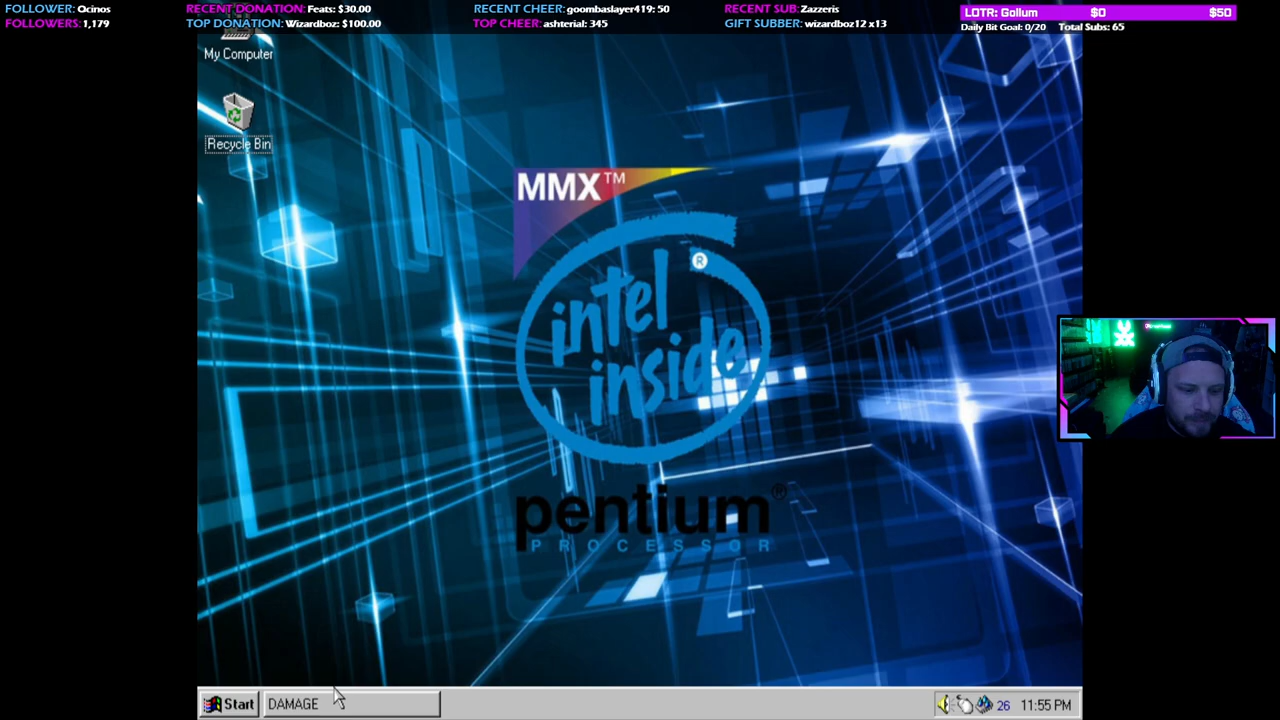 FOLLOWER: Ocinos
FOLLOWERS: 1,179
RECENT DONATION: Feats: $30.00
TOP DONATION: Wizardboz: $100.00
RECENT CHEER: goombaslayer419: 50
TOP CHEER: ashterial: 345
RECENT SUB: Zazzeris
GIFT SUBBER: wizardboz12 x13
LOTR: Gollum $0 $50
Daily Bit Goal: 0/20 Total Subs: 65
My Computer
Recycle Bin
MMX™
intel®
inside
pentium®
PROCESSOR
Start DAMAGE 26 11:55 PM